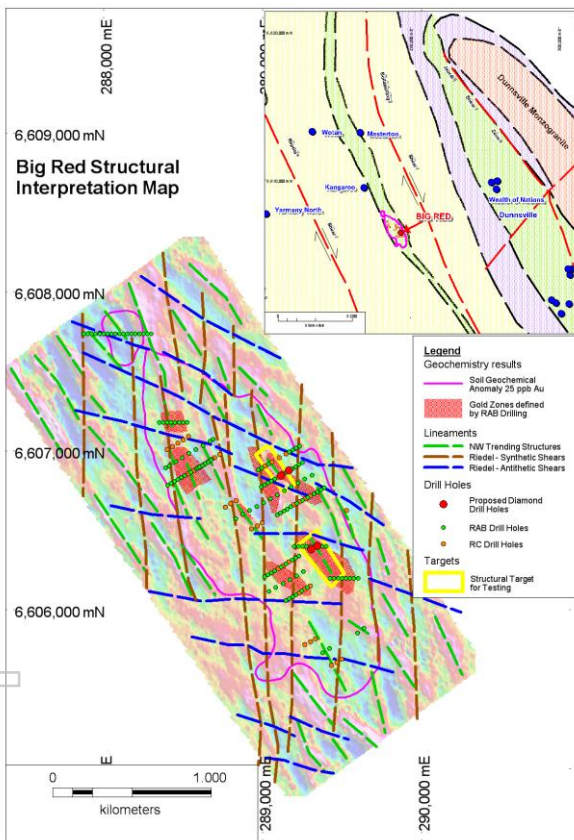 288,000 mE
6,609,000 mN
Big Red Structural
Interpretation Map
6,608,000 mN
6,607,000 mN
6,606,000 mN
Dunnsville Monzogranite
Wotan
Masterton
Kangaroo
Yarmany North
BIG RED
Wealth of Nations
Dunnsville
Legend
Geochemistry results
Soil Geochemical
Anomaly 25 ppb Au
Gold Zones defined
by RAB Drilling
Lineaments
NW Trending Structures
Riedel - Synthetic Shears
Riedel - Antithetic Shears
Drill Holes
Proposed Diamond
Drill Holes
RAB Drill Holes
RC Drill Holes
Targets
Structural Target
for Testing
0 1.000
kilometers
289,000 mE
290,000 mE